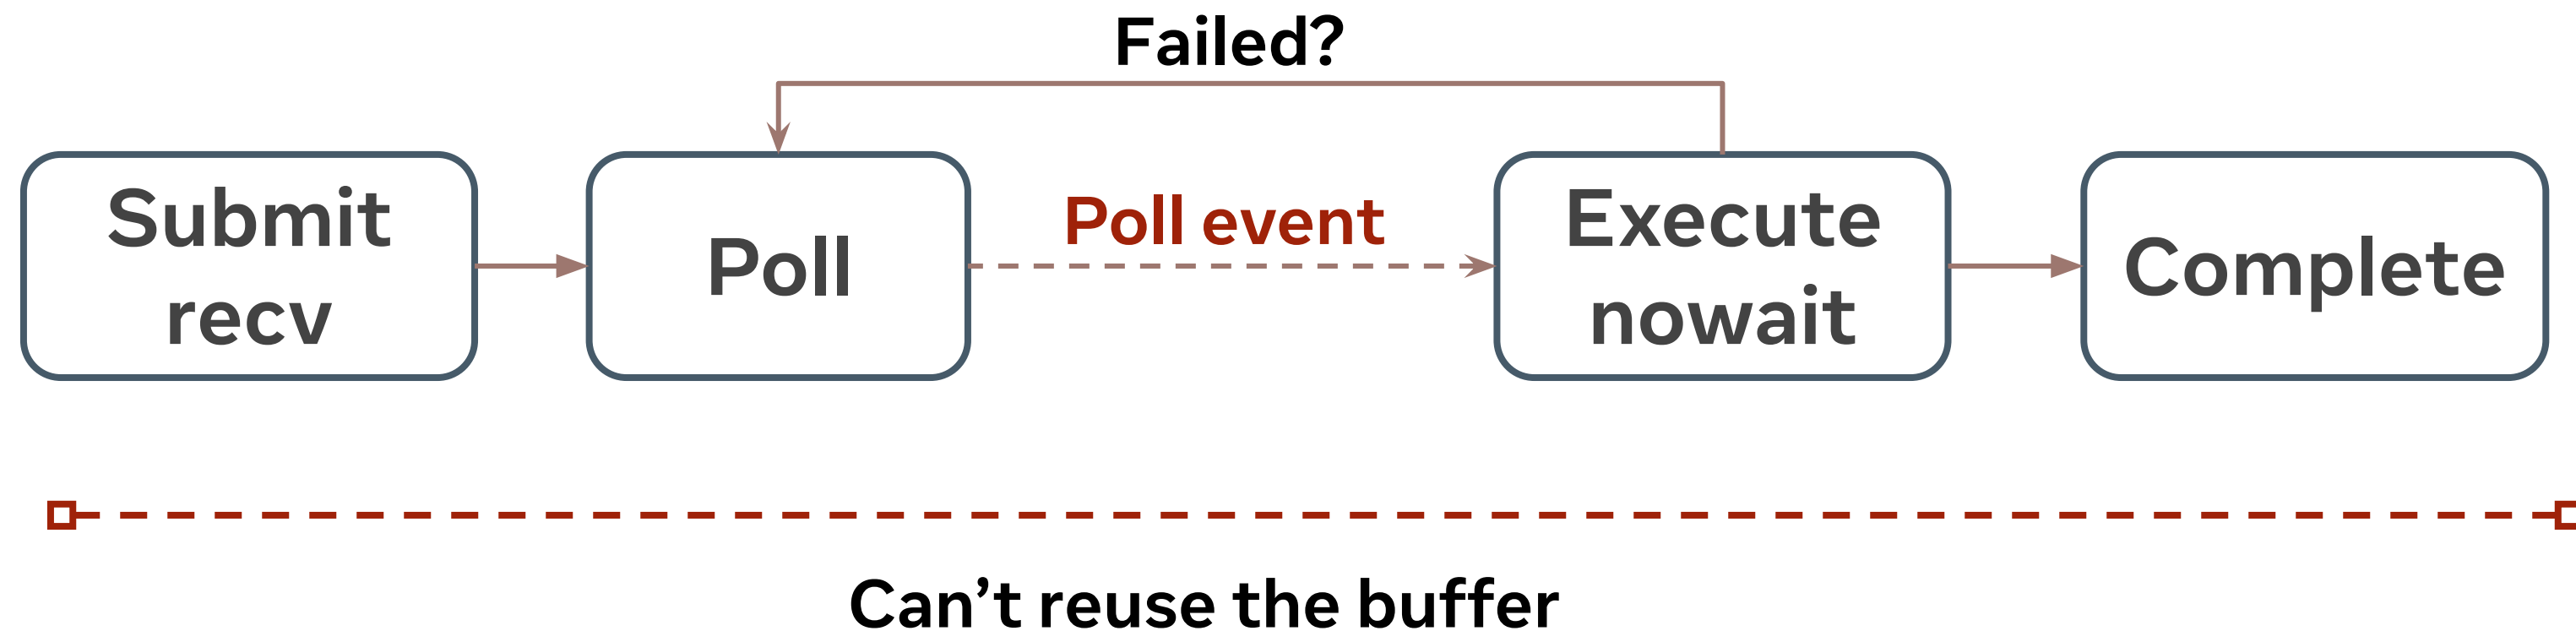 Failed?
Submit
recv
Poll
Poll event
Execute
nowait
Complete
Can’t reuse the buffer